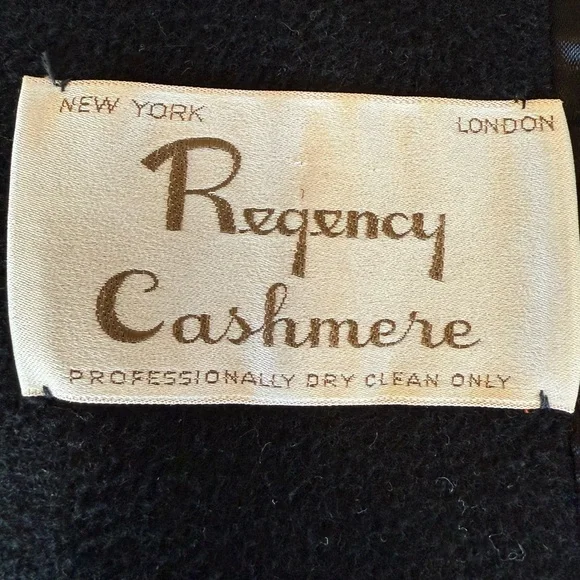 NEW YORK LONDON
Regency
Cashmere
PROFESSIONALLY DRY CLEAN ONLY